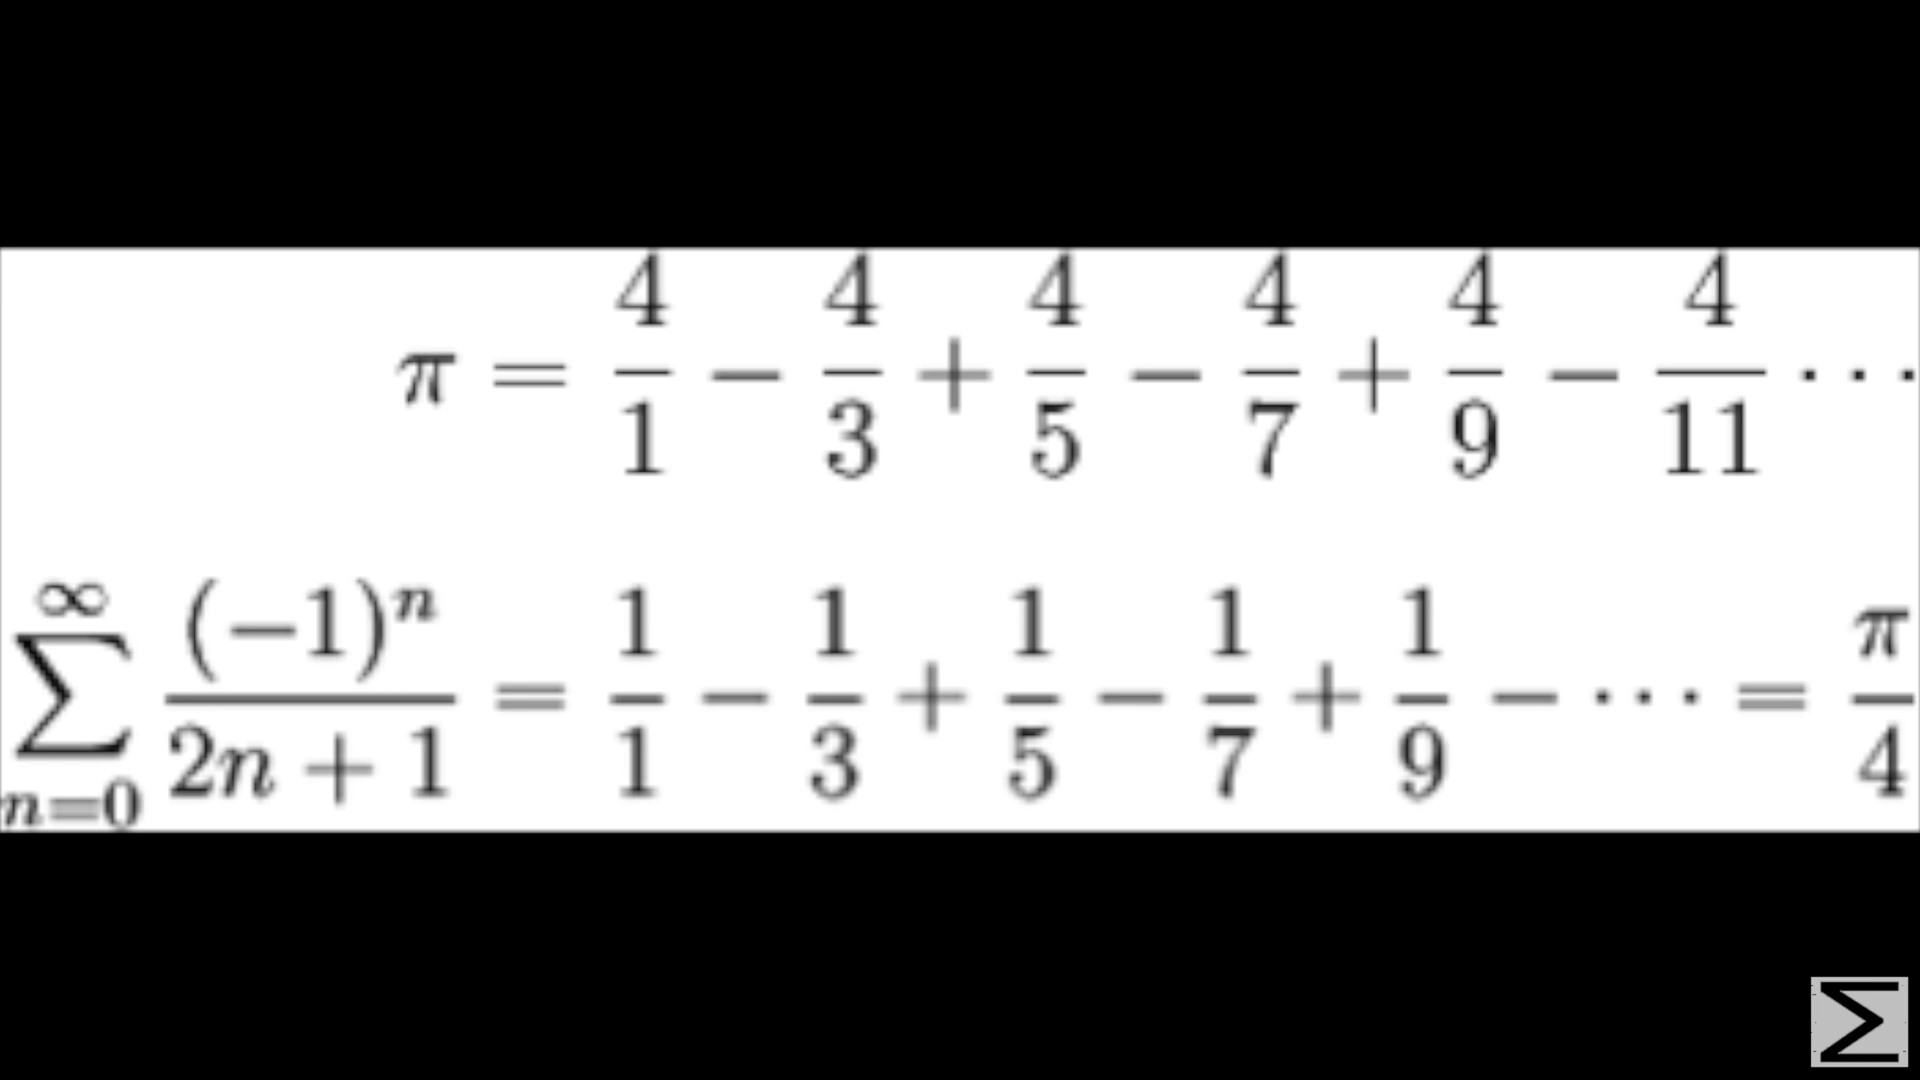 π = 4/1 − 4/3 + 4/5 − 4/7 + 4/9 − 4/11 ···
∞∑n=0 (−1)ⁿ/2n + 1 = 1/1 − 1/3 + 1/5 − 1/7 + 1/9 − ··· = π/4
Σ